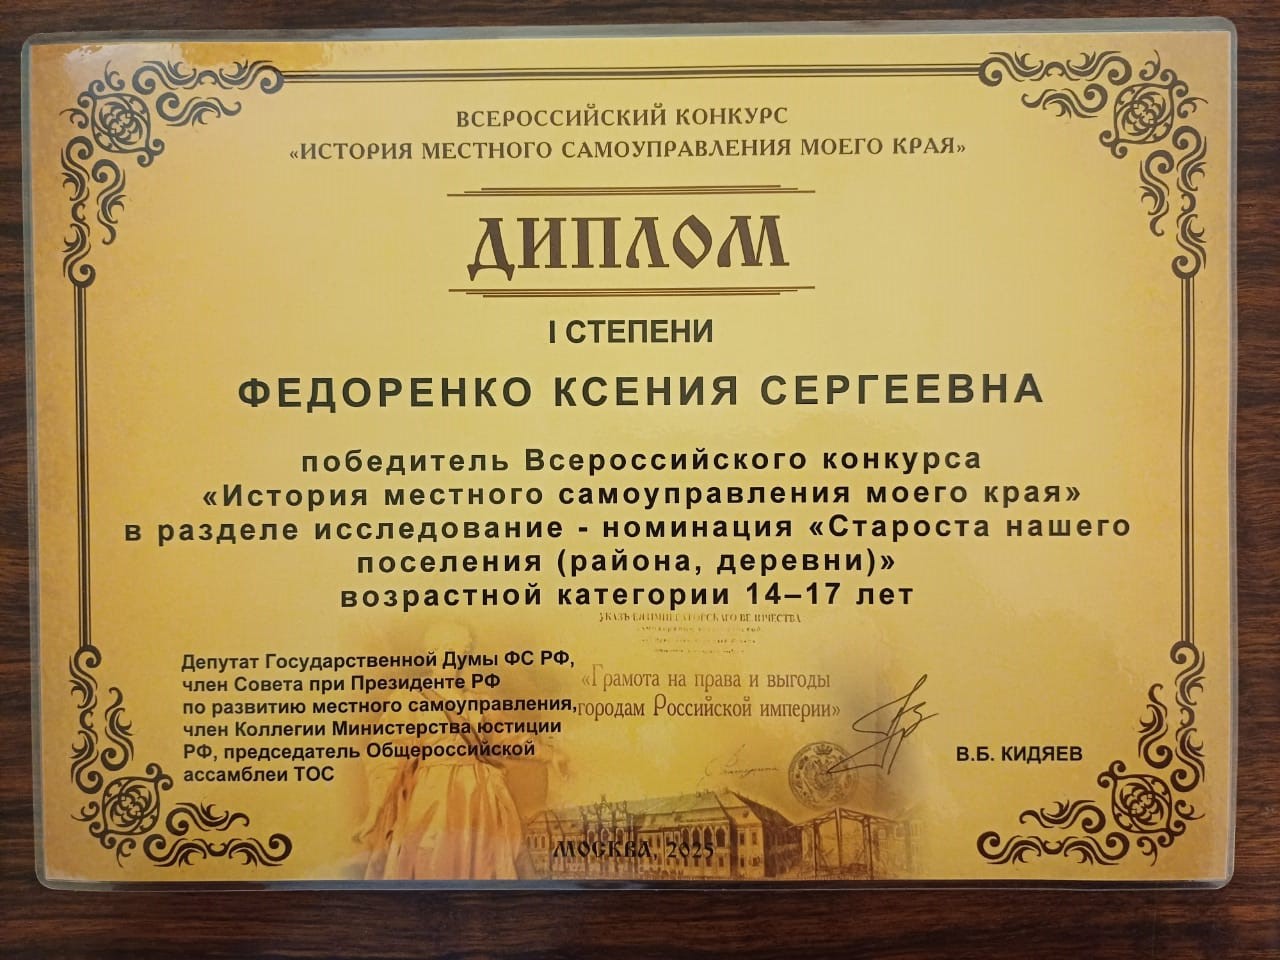 ВСЕРОССИЙСКИЙ КОНКУРС
«ИСТОРИЯ МЕСТНОГО САМОУПРАВЛЕНИЯ МОЕГО КРАЯ»
ДИПЛОМ
I СТЕПЕНИ
ФЕДОРЕНКО КСЕНИЯ СЕРГЕЕВНА
победитель Всероссийского конкурса
«История местного самоуправления моего края»
в разделе исследование - номинация «Староста нашего
поселения (района, деревни)»
возрастной категории 14–17 лет
Депутат Государственной Думы ФС РФ,
член Совета при Президенте РФ
по развитию местного самоуправления,
член Коллегии Министерства юстиции
РФ, председатель Общероссийской
ассамблеи ТОС
«Грамота на права и выгоды
городам Российской империи»
В.Б. КИДЯЕВ
МОСКВА, 2025